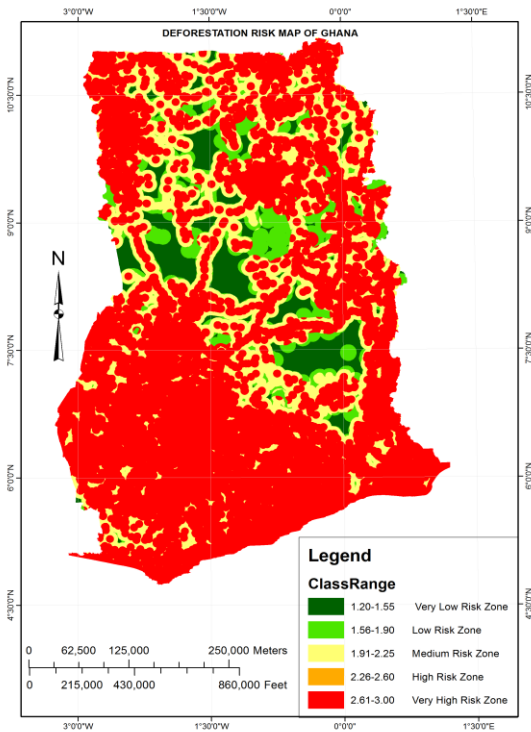 3°0'0"W 1°30'0"W 0°0'0" 1°30'0"E
DEFORESTATION RISK MAP OF GHANA
10°30'0"N 10°30'0"N
9°0'0"N 9°0'0"N
N
7°30'0"N 7°30'0"N
6°0'0"N 6°0'0"N
4°30'0"N 4°30'0"N
Legend
ClassRange
1.20-1.55 Very Low Risk Zone
1.56-1.90 Low Risk Zone
1.91-2.25 Medium Risk Zone
2.26-2.60 High Risk Zone
2.61-3.00 Very High Risk Zone
0 62,500 125,000 250,000 Meters
0 215,000 430,000 860,000 Feet
3°0'0"W 1°30'0"W 0°0'0" 1°30'0"E